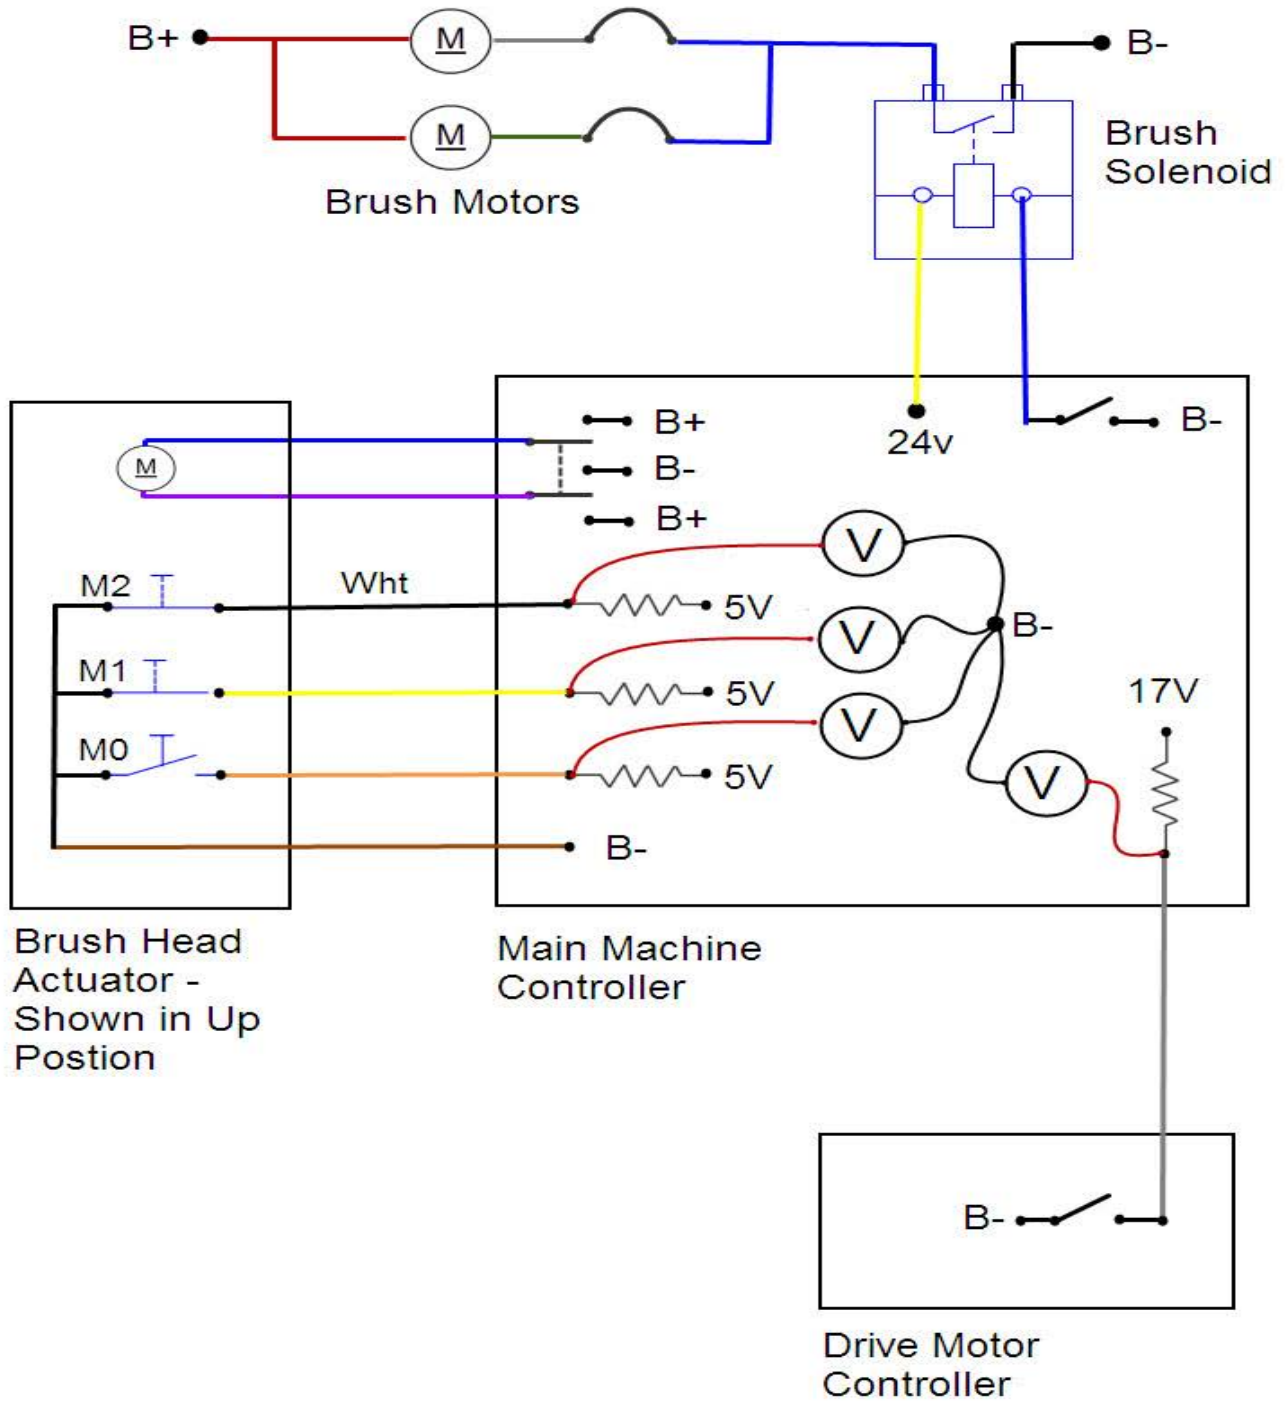 B+
M
B-
M
Brush
Solenoid
Brush Motors
24v
B-
B+
M
B-
B+
V
M2
Wht
5V
V
B-
M1
5V
17V
M0
V
5V
V
B-
Brush Head
Actuator -
Shown in Up
Postion
Main Machine
Controller
B-
Drive Motor
Controller